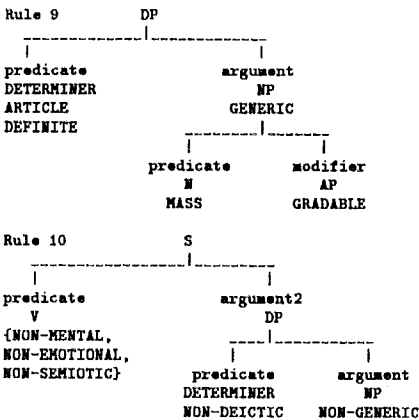 Rule 9 DP
predicate argument
DETERMINER NP
ARTICLE GENERIC
DEFINITE
predicate modifier
N AP
MASS GRADABLE
Rule 10 S
predicate argument2
V DP
{NON-MENTAL,
NON-EMOTIONAL,
NON-SEMIOTIC} predicate argument
DETERMINER NP
NON-DEICTIC NON-GENERIC